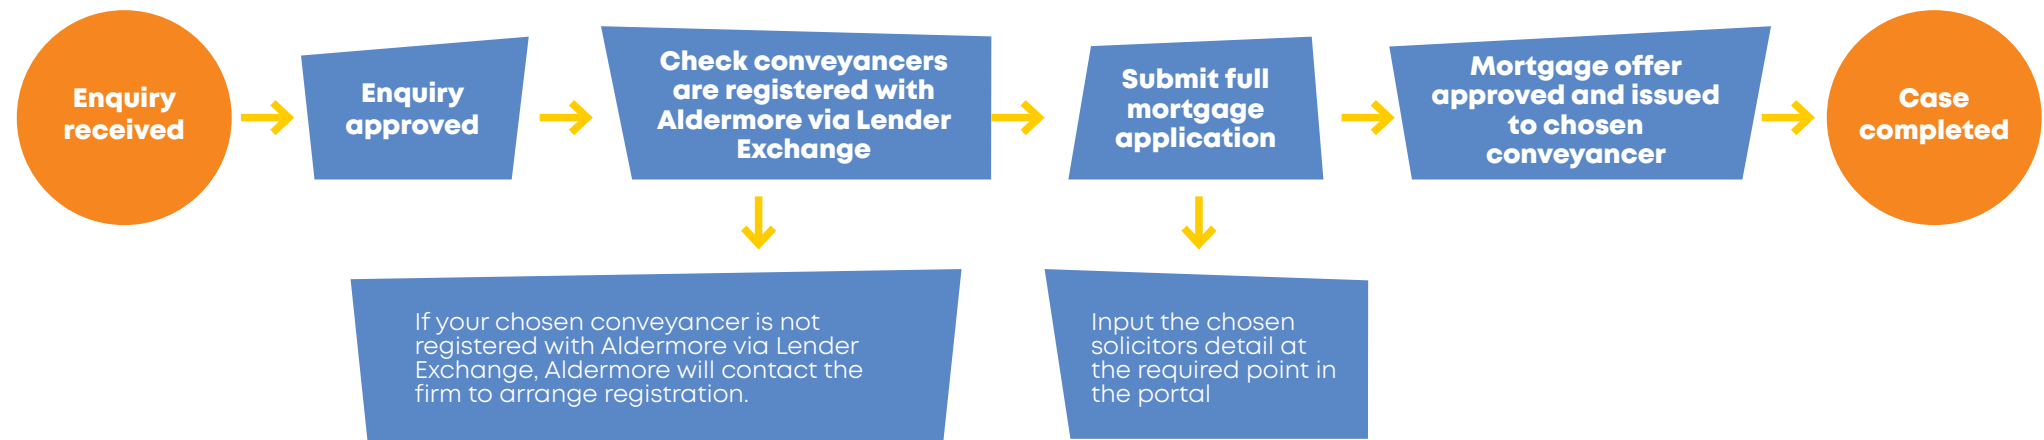 Enquiry
received
Enquiry
approved
Check conveyancers
are registered with
Aldermore via Lender
Exchange
Submit full
mortgage
application
Mortgage offer
approved and issued
to chosen
conveyancer
Case
completed
If your chosen conveyancer is not
registered with Aldermore via Lender
Exchange, Aldermore will contact the
firm to arrange registration.
Input the chosen
solicitors detail at
the required point in
the portal